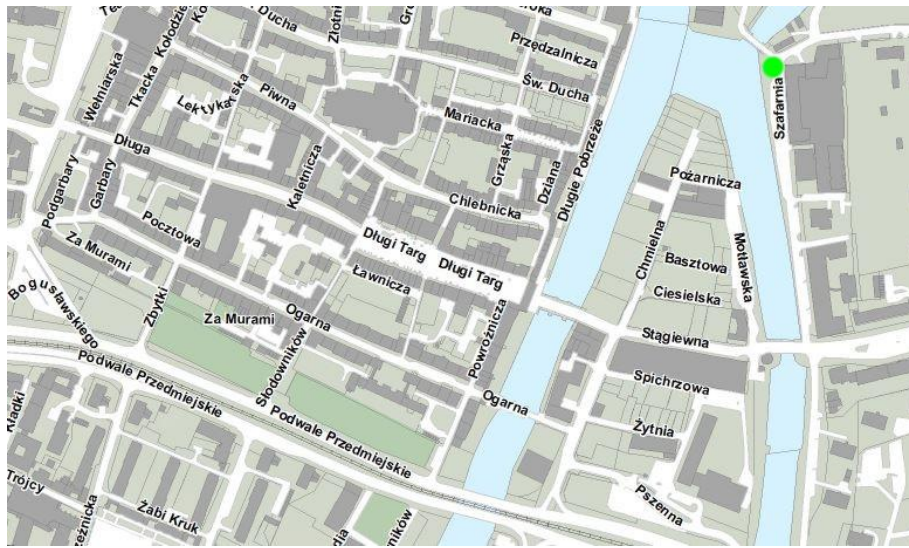 Ducha
Przędzalnicza
Św. Ducha
Wełniarska
Tkacka
Lektyka
Piwna
Mariacka
Grząska
Szafarnia
Długa
Kaletnicza
Chlebnicka
Dziana
Długie Pobrzeże
Pożarnicza
Podgarbary
Garbary
Pocztowa
Za Murami
Długi Targ
Długi Targ
Ławnicza
Chmielna
Basztowa
Ciesielska
Motławska
Bogusławskiego
Zbytki
Za Murami
Ogarna
Słodowników
Powroźnicza
Stągiewna
Spichrzowa
Podwale Przedmiejskie
Podwale Przedmiejskie
Ogarna
Żytnia
Kładki
Trójcy
Żabi Kruk
Pszenna